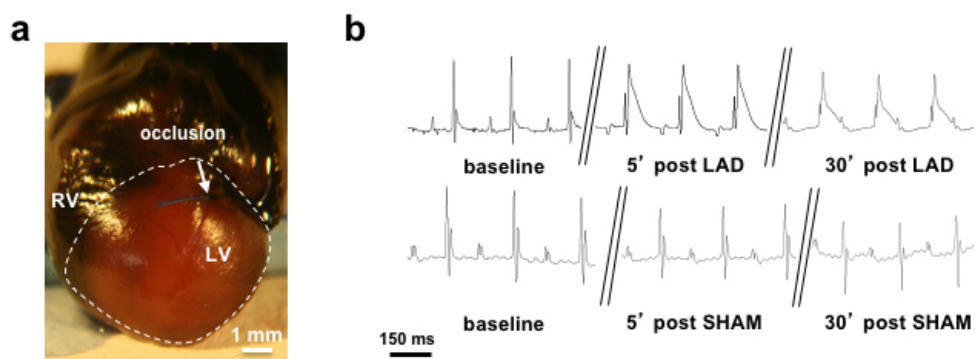 a
occlusion
RV
LV
1 mm
b
baseline 5’ post LAD 30’ post LAD
baseline 5’ post SHAM 30’ post SHAM
150 ms